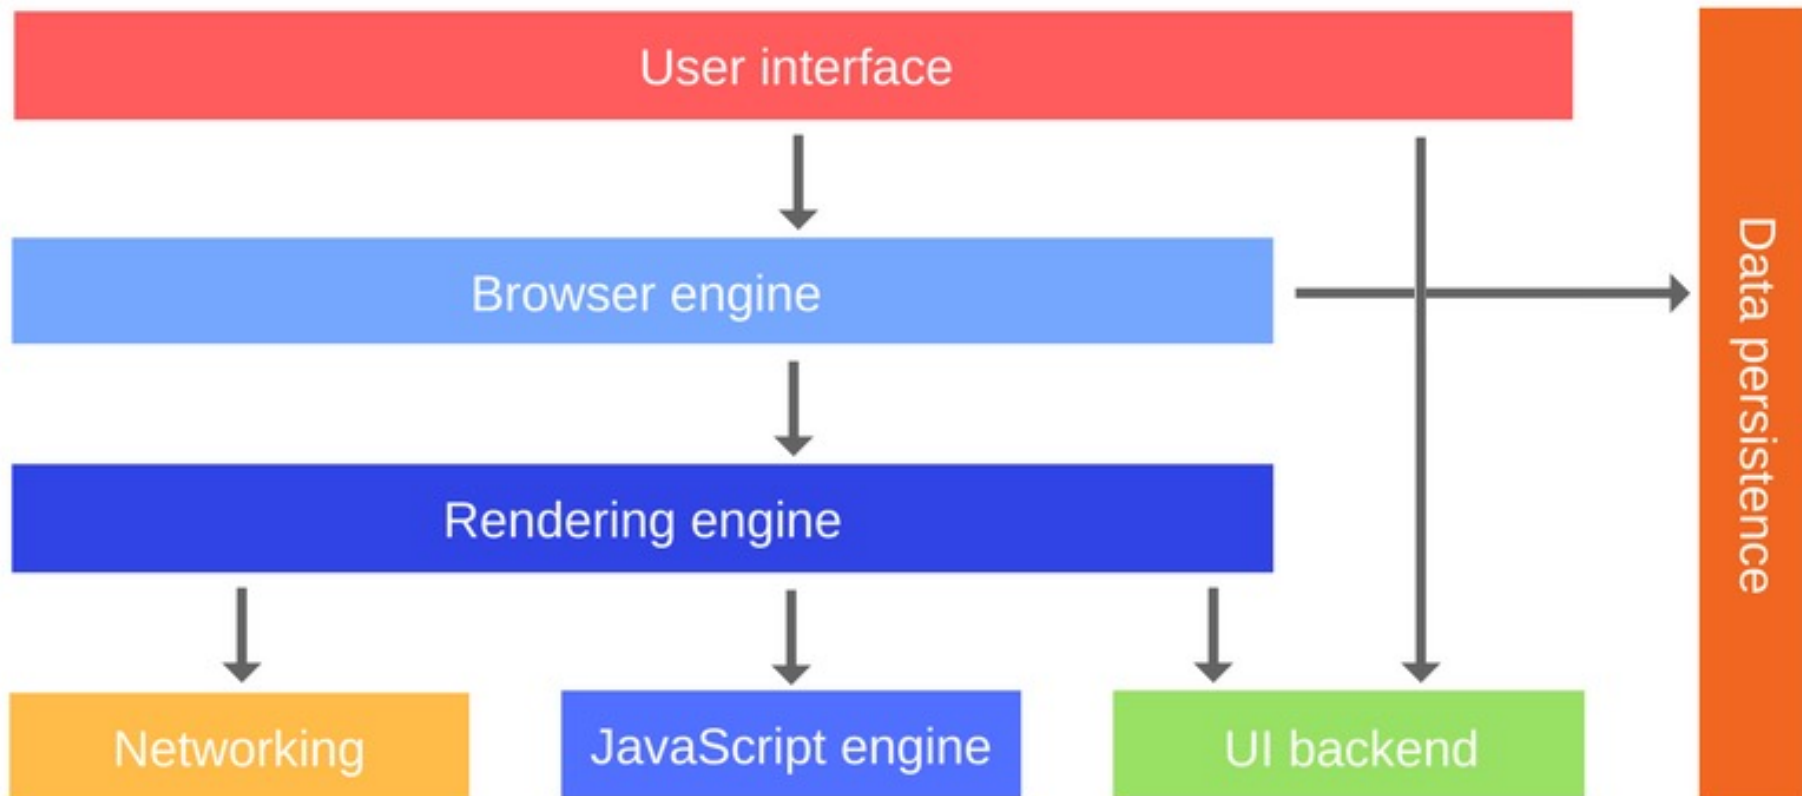 User interface
Browser engine
Data persistence
Rendering engine
Networking
JavaScript engine
UI backend